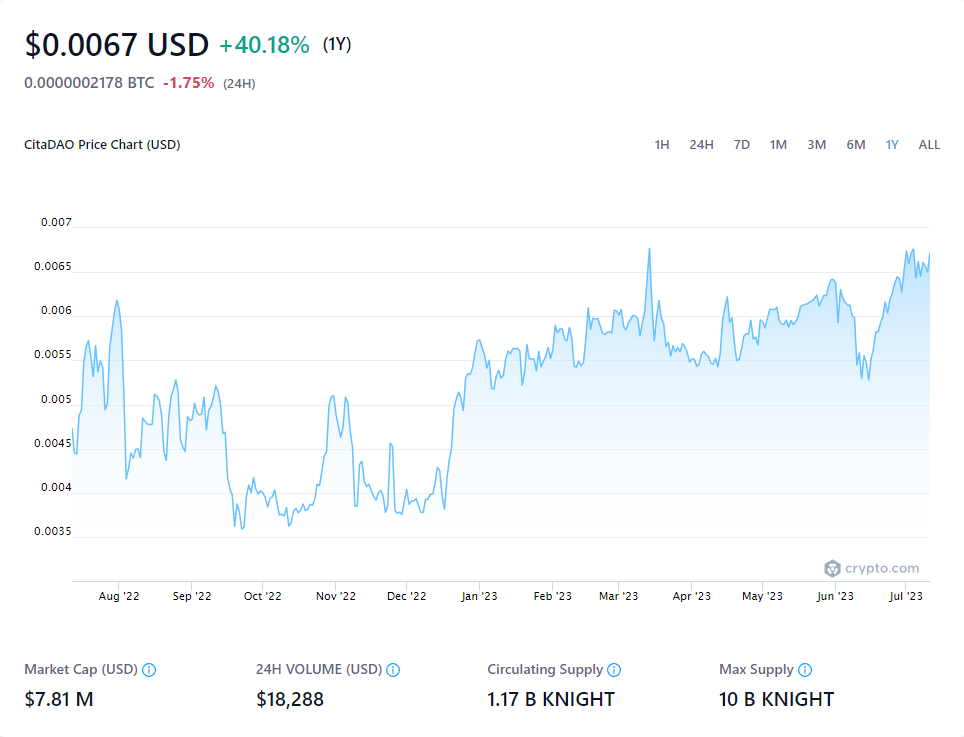 $0.0067 USD +40.18% (1Y)
0.0000002178 BTC -1.75% (24H)
CitaDAO Price Chart (USD) 1H 24H 7D 1M 3M 6M 1Y ALL
0.007
0.0065
0.006
0.0055
0.005
0.0045
0.004
0.0035
crypto.com
Aug '22 Sep '22 Oct '22 Nov '22 Dec '22 Jan '23 Feb '23 Mar '23 Apr '23 May '23 Jun '23 Jul '23
Market Cap (USD) 24H VOLUME (USD) Circulating Supply Max Supply
$7.81 M $18,288 1.17 B KNIGHT 10 B KNIGHT